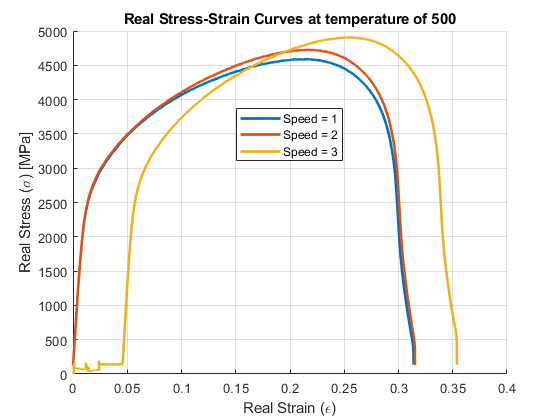 Real Stress-Strain Curves at temperature of 500
Real Stress (σ) [MPa]
5000
4500
4000
3500
3000
2500
2000
1500
1000
500
0
Speed = 1
Speed = 2
Speed = 3
0 0.05 0.1 0.15 0.2 0.25 0.3 0.35 0.4
Real Strain (ϵ)